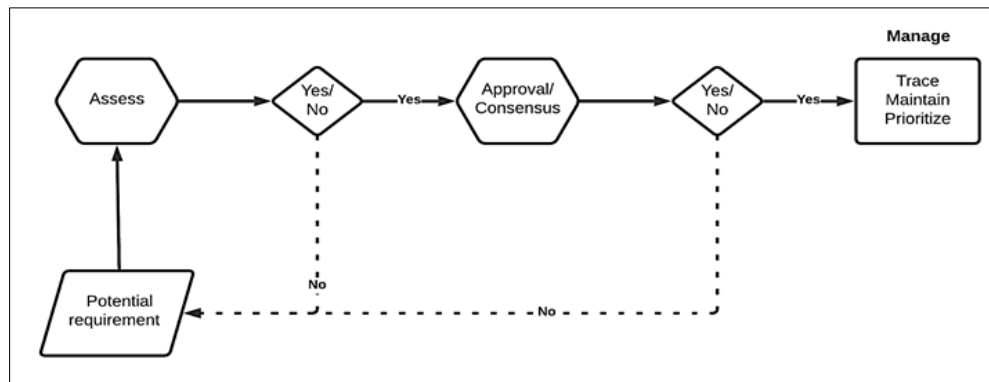 Manage
Assess
Yes/
No
Yes
Approval/
Consensus
Yes/
No
Yes
Trace
Maintain
Prioritize
No
No
Potential
requirement